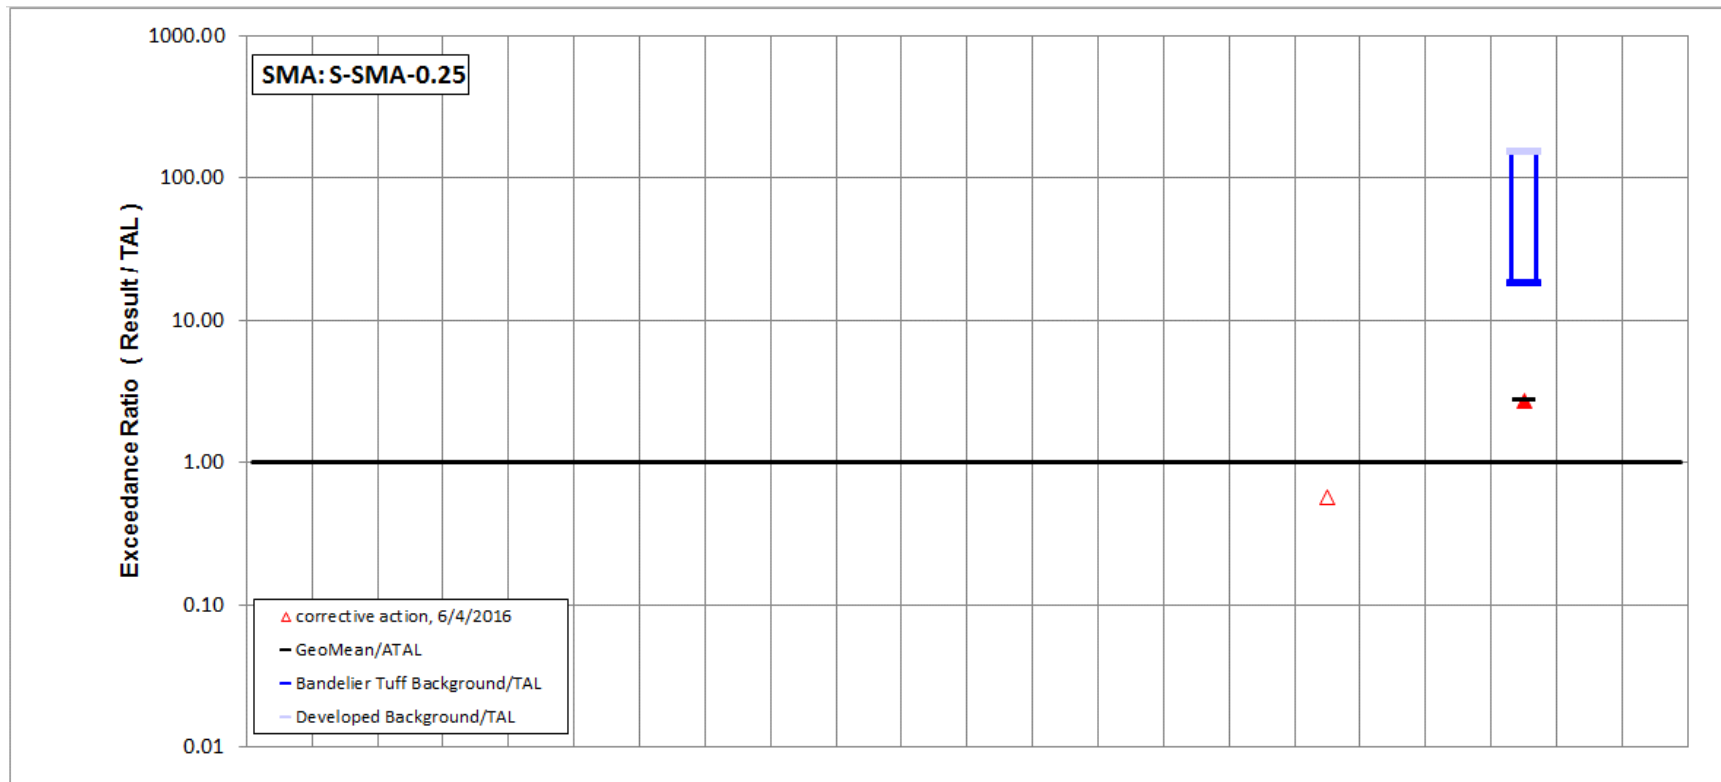 1000.00
SMA: S-SMA-0.25
100.00
10.00
1.00
0.10
0.01
Exceedance Ratio ( Result / TAL )
corrective action, 6/4/2016
GeoMean/ATAL
Bandelier Tuff Background/TAL
Developed Background/TAL